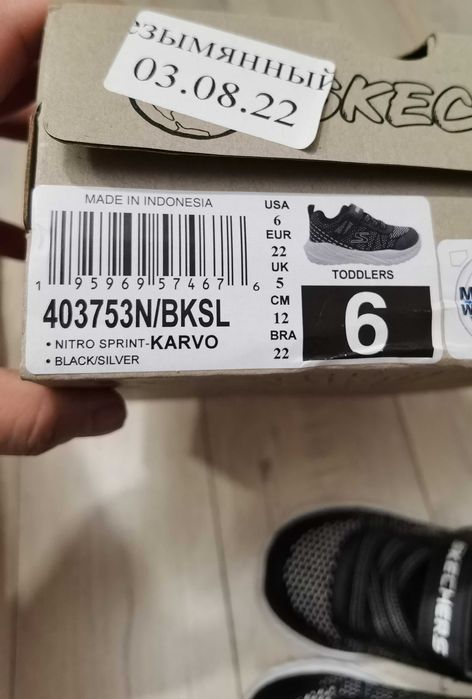 езымянный
03.08.22
SKEC
MADE IN INDONESIA
1 95969 57467 6
403753N/BKSL
• NITRO SPRINT-KARVO
• BLACK/SILVER
USA
6
EUR
22
UK
5
CM
12
BRA
22
TODDLERS
6
M
W
SKECHERS